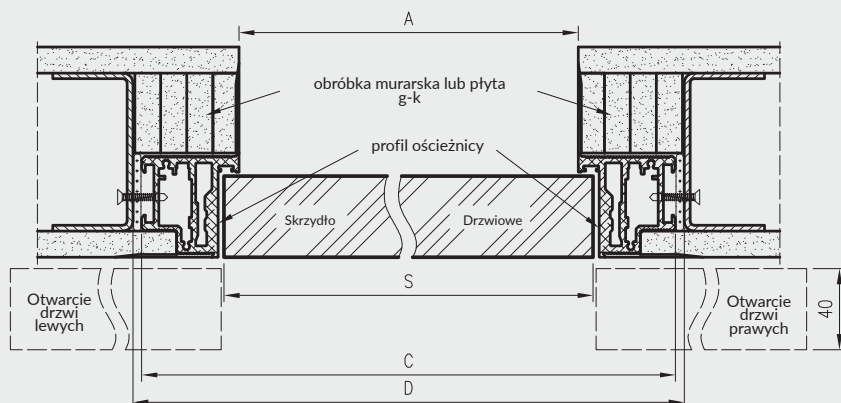 A
obróbka murarska lub płyta
g-k
profil ościeżnicy
Skrzydło
Drzwiowe
S
Otwarcie
drzwi
lewych
Otwarcie
drzwi
prawych
40
C
D